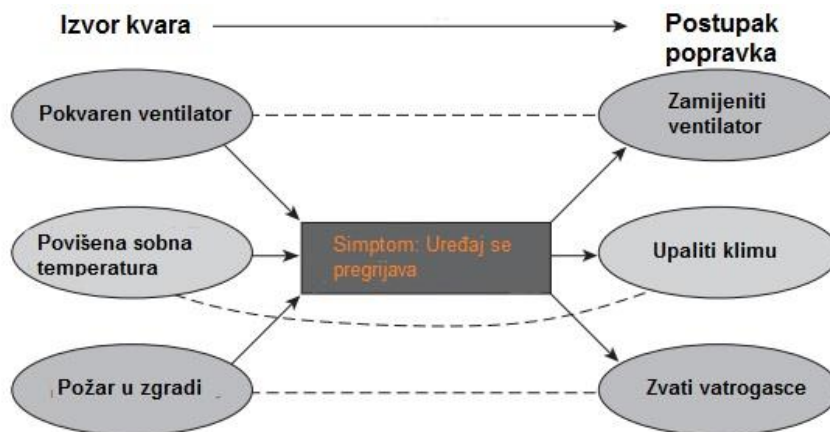 Izvor kvara
Postupak
popravka
Pokvaren ventilator
Zamijeniti
ventilator
Povišena sobna
temperatura
Simptom: Uređaj se
pregrijava
Upaliti klimu
Požar u zgradi
Zvati vatrogasce